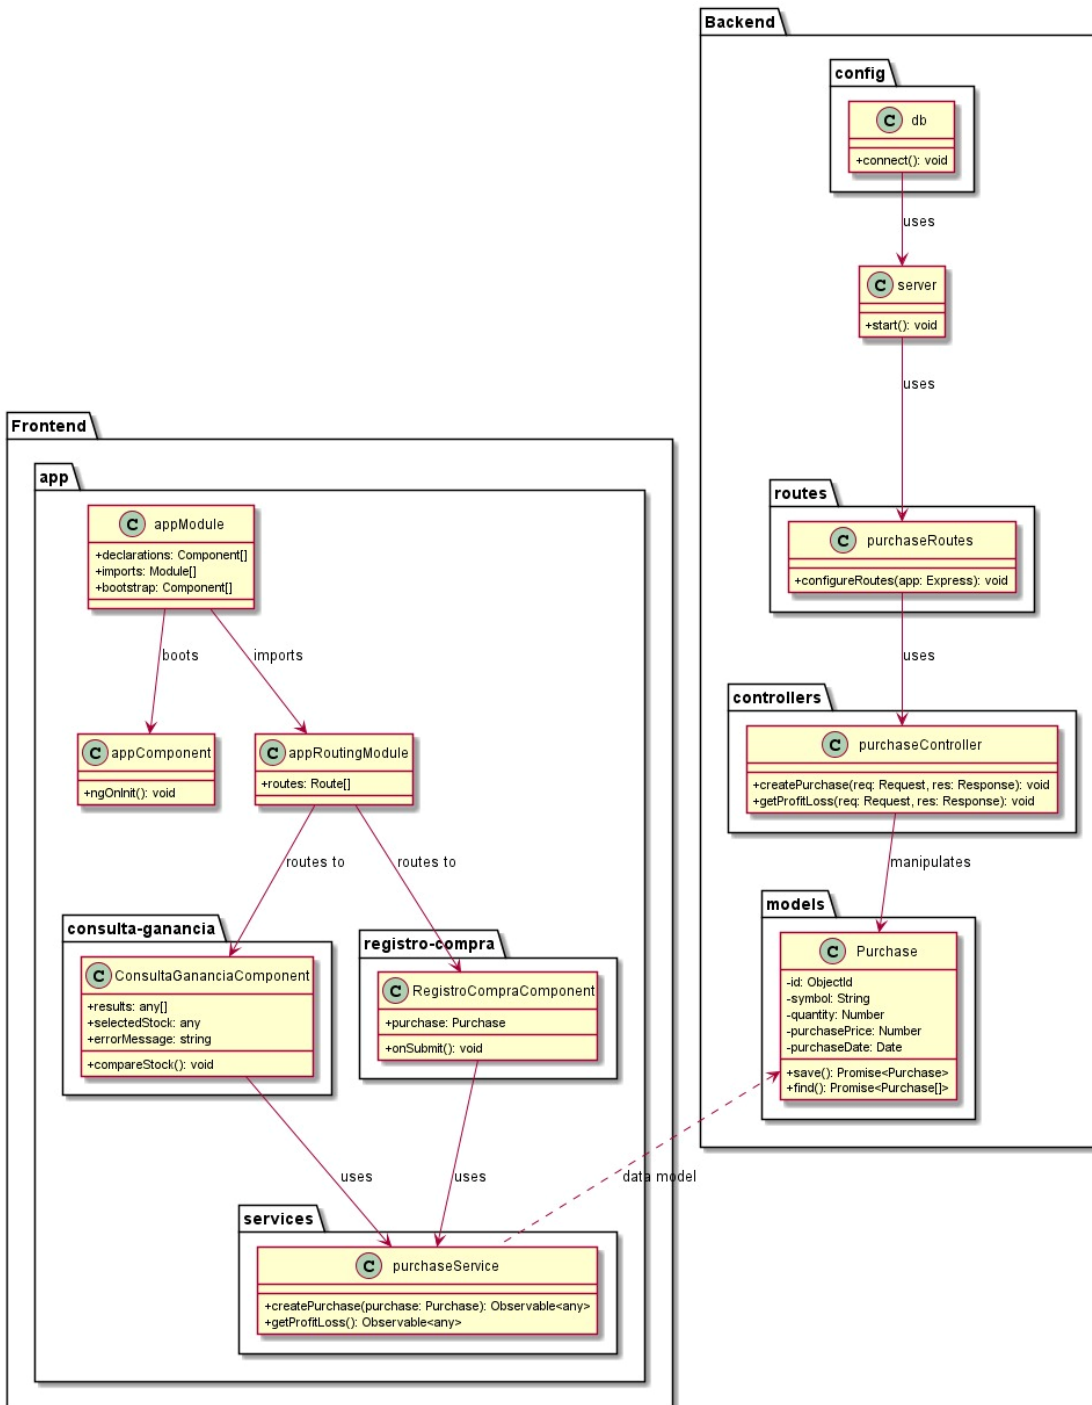 Backend
config
C db
+connect(): void
uses
C server
+start(): void
uses
routes
C purchaseRoutes
+configureRoutes(app: Express): void
uses
controllers
C purchaseController
+createPurchase(req: Request, res: Response): void
+getProfitLoss(req: Request, res: Response): void
manipulates
models
C Purchase
-id: ObjectId
-symbol: String
-quantity: Number
-purchasePrice: Number
-purchaseDate: Date
+save(): Promise<Purchase>
+find(): Promise<Purchase[]>
Frontend
app
C appModule
+declarations: Component[]
+imports: Module[]
+bootstrap: Component[]
boots
imports
C appComponent
+ngOnInit(): void
C appRoutingModule
+routes: Route[]
routes to
routes to
consulta-ganancia
C ConsultaGananciaComponent
+results: any[]
+selectedStock: any
+errorMessage: string
+compareStock(): void
registro-compra
C RegistroCompraComponent
+purchase: Purchase
+onSubmit(): void
uses
uses
data model
services
C purchaseService
+createPurchase(purchase: Purchase): Observable<any>
+getProfitLoss(): Observable<any>